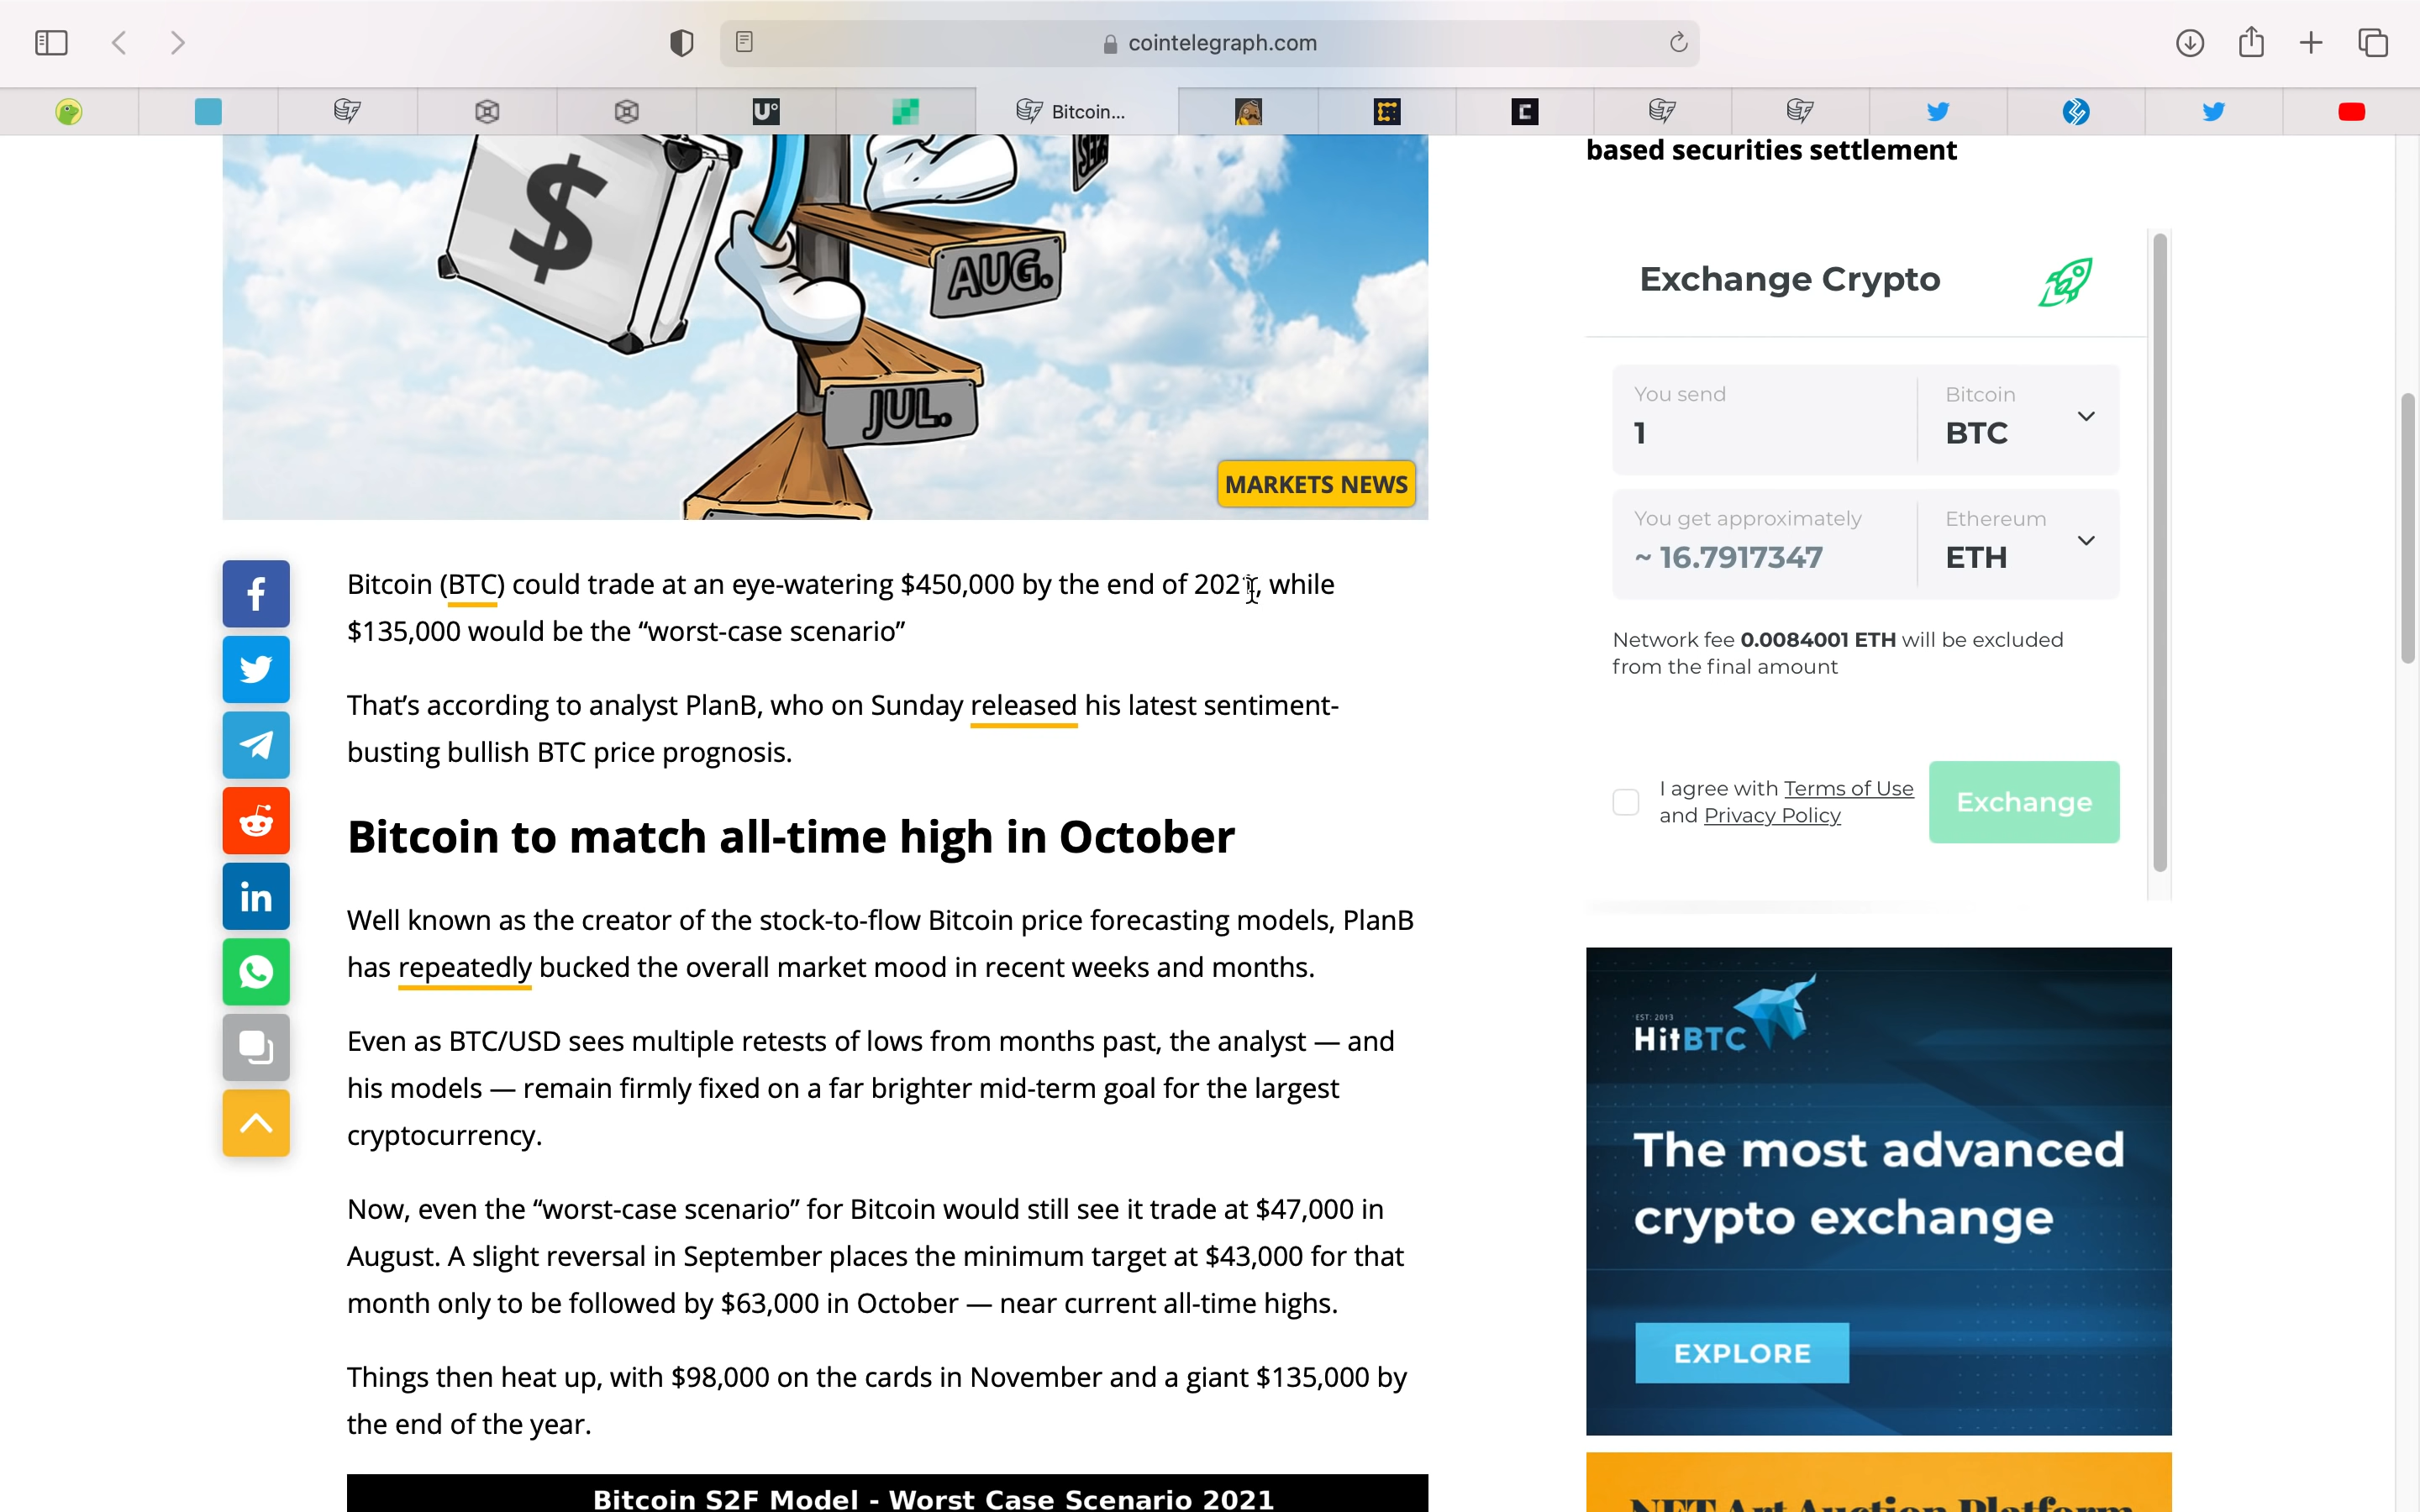 cointelegraph.com
Bitcoin...
$
AUG.
JUL.
MARKETS NEWS
Bitcoin (BTC) could trade at an eye-watering $450,000 by the end of 2021, while
$135,000 would be the “worst-case scenario”
That’s according to analyst PlanB, who on Sunday released his latest sentiment-
busting bullish BTC price prognosis.
Bitcoin to match all-time high in October
Well known as the creator of the stock-to-flow Bitcoin price forecasting models, PlanB
has repeatedly bucked the overall market mood in recent weeks and months.
Even as BTC/USD sees multiple retests of lows from months past, the analyst — and
his models — remain firmly fixed on a far brighter mid-term goal for the largest
cryptocurrency.
Now, even the “worst-case scenario” for Bitcoin would still see it trade at $47,000 in
August. A slight reversal in September places the minimum target at $43,000 for that
month only to be followed by $63,000 in October — near current all-time highs.
Things then heat up, with $98,000 on the cards in November and a giant $135,000 by
the end of the year.
Bitcoin S2F Model - Worst Case Scenario 2021
based securities settlement
Exchange Crypto
You send
1
Bitcoin
BTC
You get approximately
~ 16.7917347
Ethereum
ETH
Network fee 0.0084001 ETH will be excluded
from the final amount
I agree with Terms of Use
and Privacy Policy
Exchange
EST: 2013
HitBTC
The most advanced
crypto exchange
EXPLORE
NFT Art Auction Platform